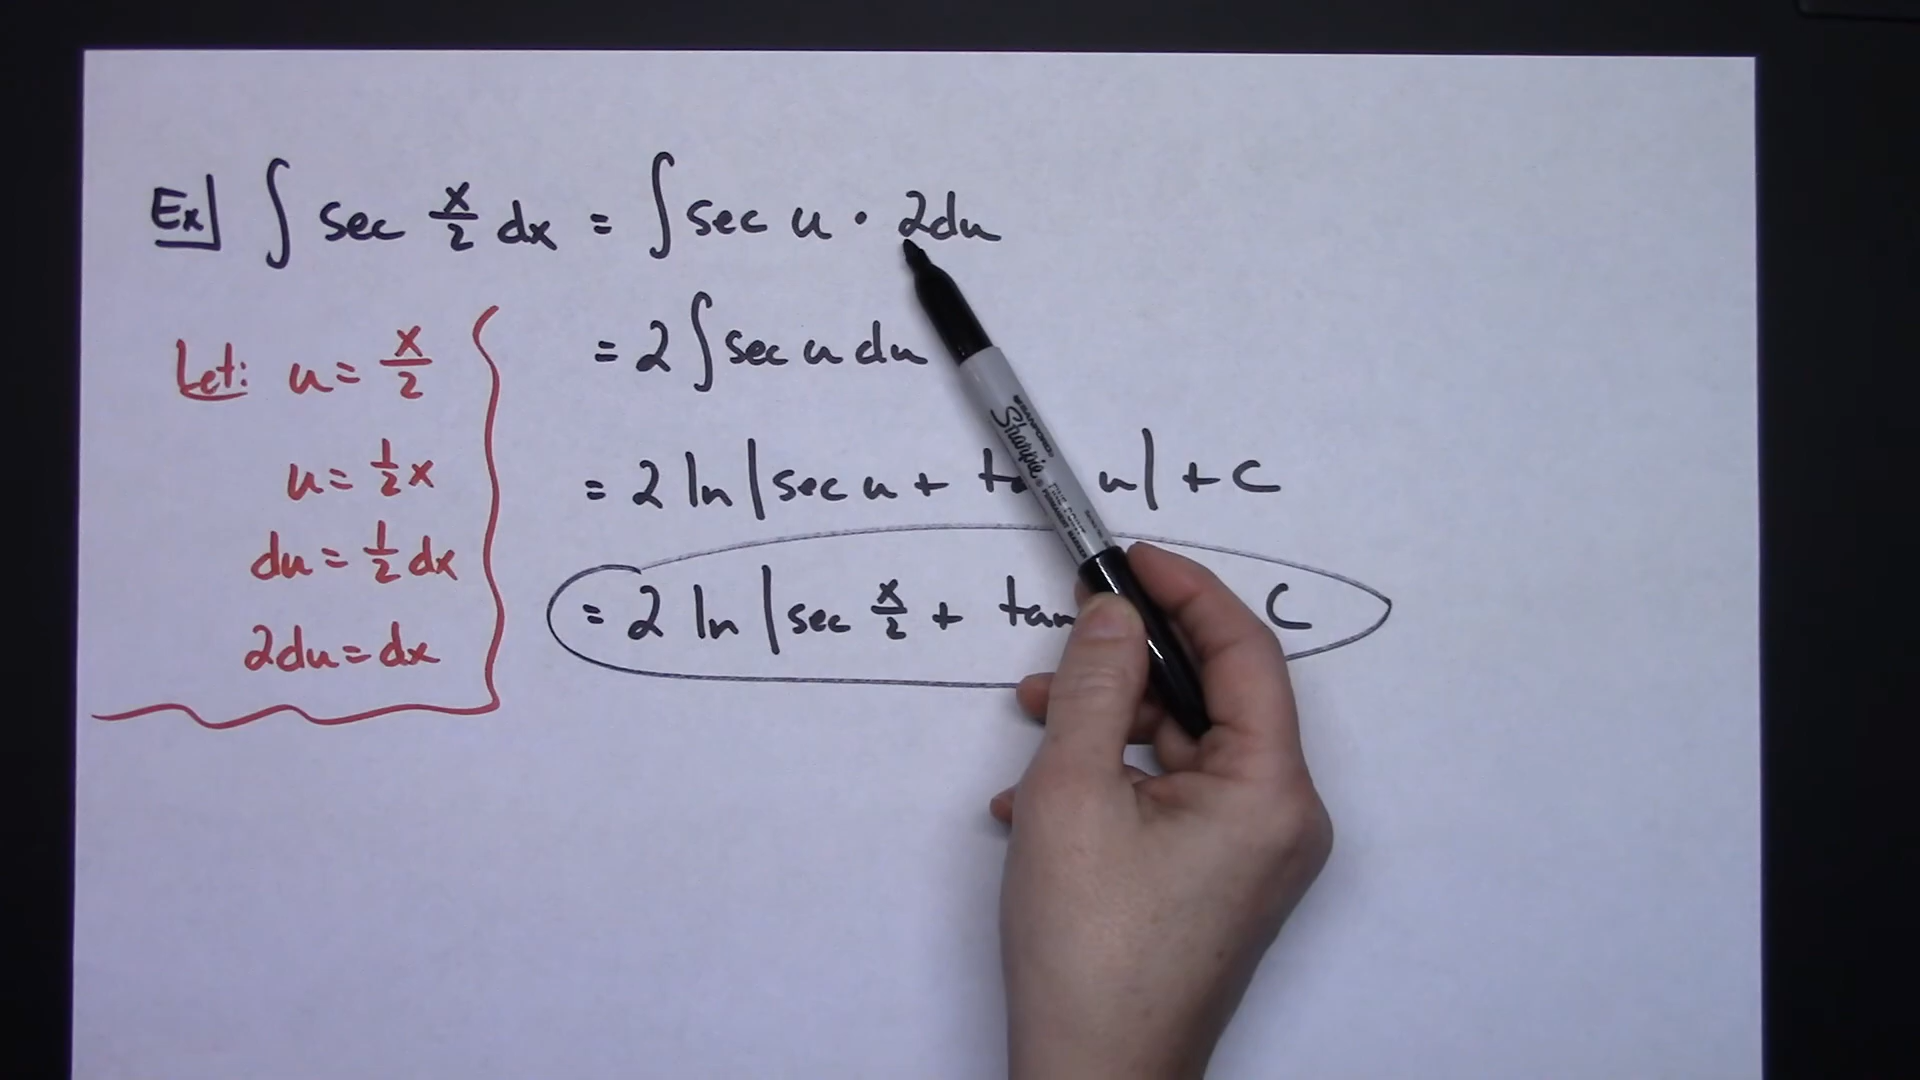 Ex] ∫ sec x/2 dx = ∫ sec u · 2du
= 2 ∫ sec u du
= 2 ln |sec u + u| + C
= 2 ln |sec x/2 + tan C
Let: u = x/2
u = 1/2 x
du = 1/2 dx
2du = dx
SANFORD
Sharpie